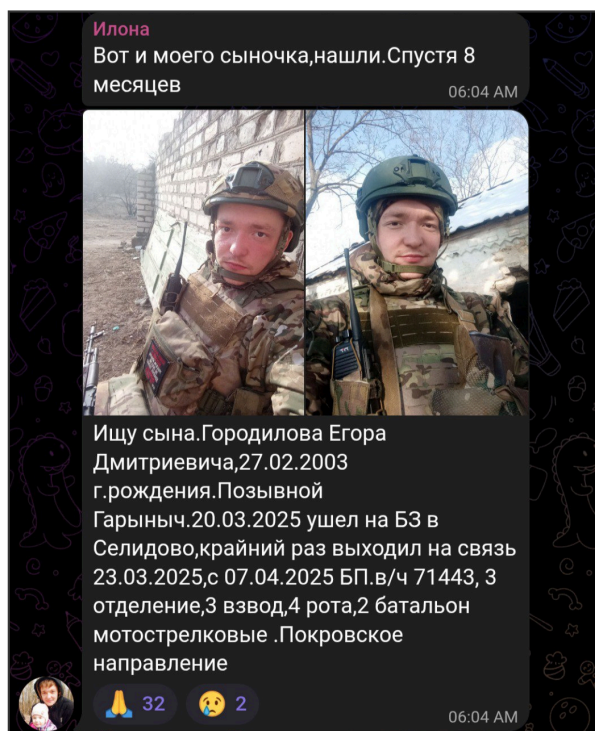 Илона
Вот и моего сыночка,нашли.Спустя 8
месяцев
06:04 AM
Ищу сына.Городилова Егора
Дмитриевича,27.02.2003
г.рождения.Позывной
Гарыныч.20.03.2025 ушел на БЗ в
Селидово,крайний раз выходил на связь
23.03.2025,с 07.04.2025 БП.в/ч 71443, 3
отделение,3 взвод,4 рота,2 батальон
мотострелковые .Покровское
направление
32 2
06:04 AM